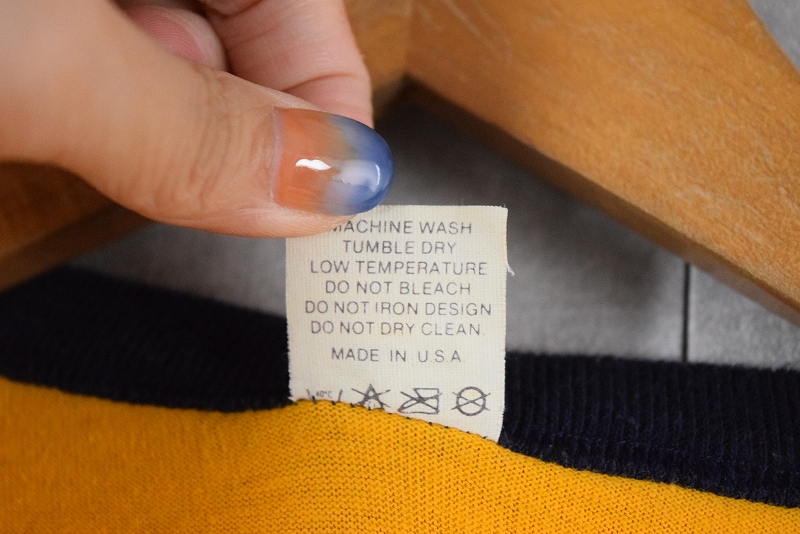 MACHINE WASH
TUMBLE DRY
LOW TEMPERATURE
DO NOT BLEACH
DO NOT IRON DESIGN
DO NOT DRY CLEAN.
MADE IN U.S.A
40°C